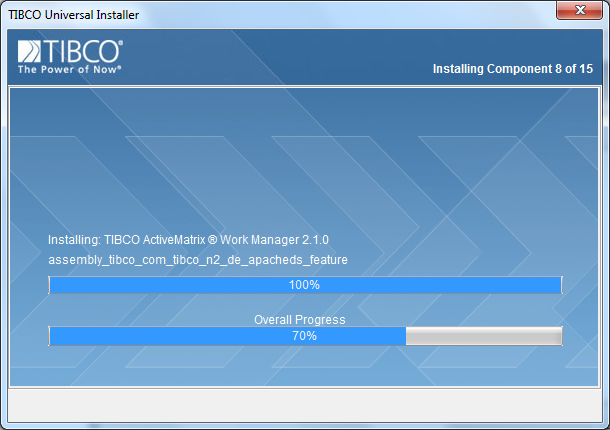 TIBCO Universal Installer
TIBCO®
The Power of Now®
Installing Component 8 of 15
Installing: TIBCO ActiveMatrix ® Work Manager 2.1.0
assembly_tibco_com_tibco_n2_de_apacheds_feature
100%
Overall Progress
70%